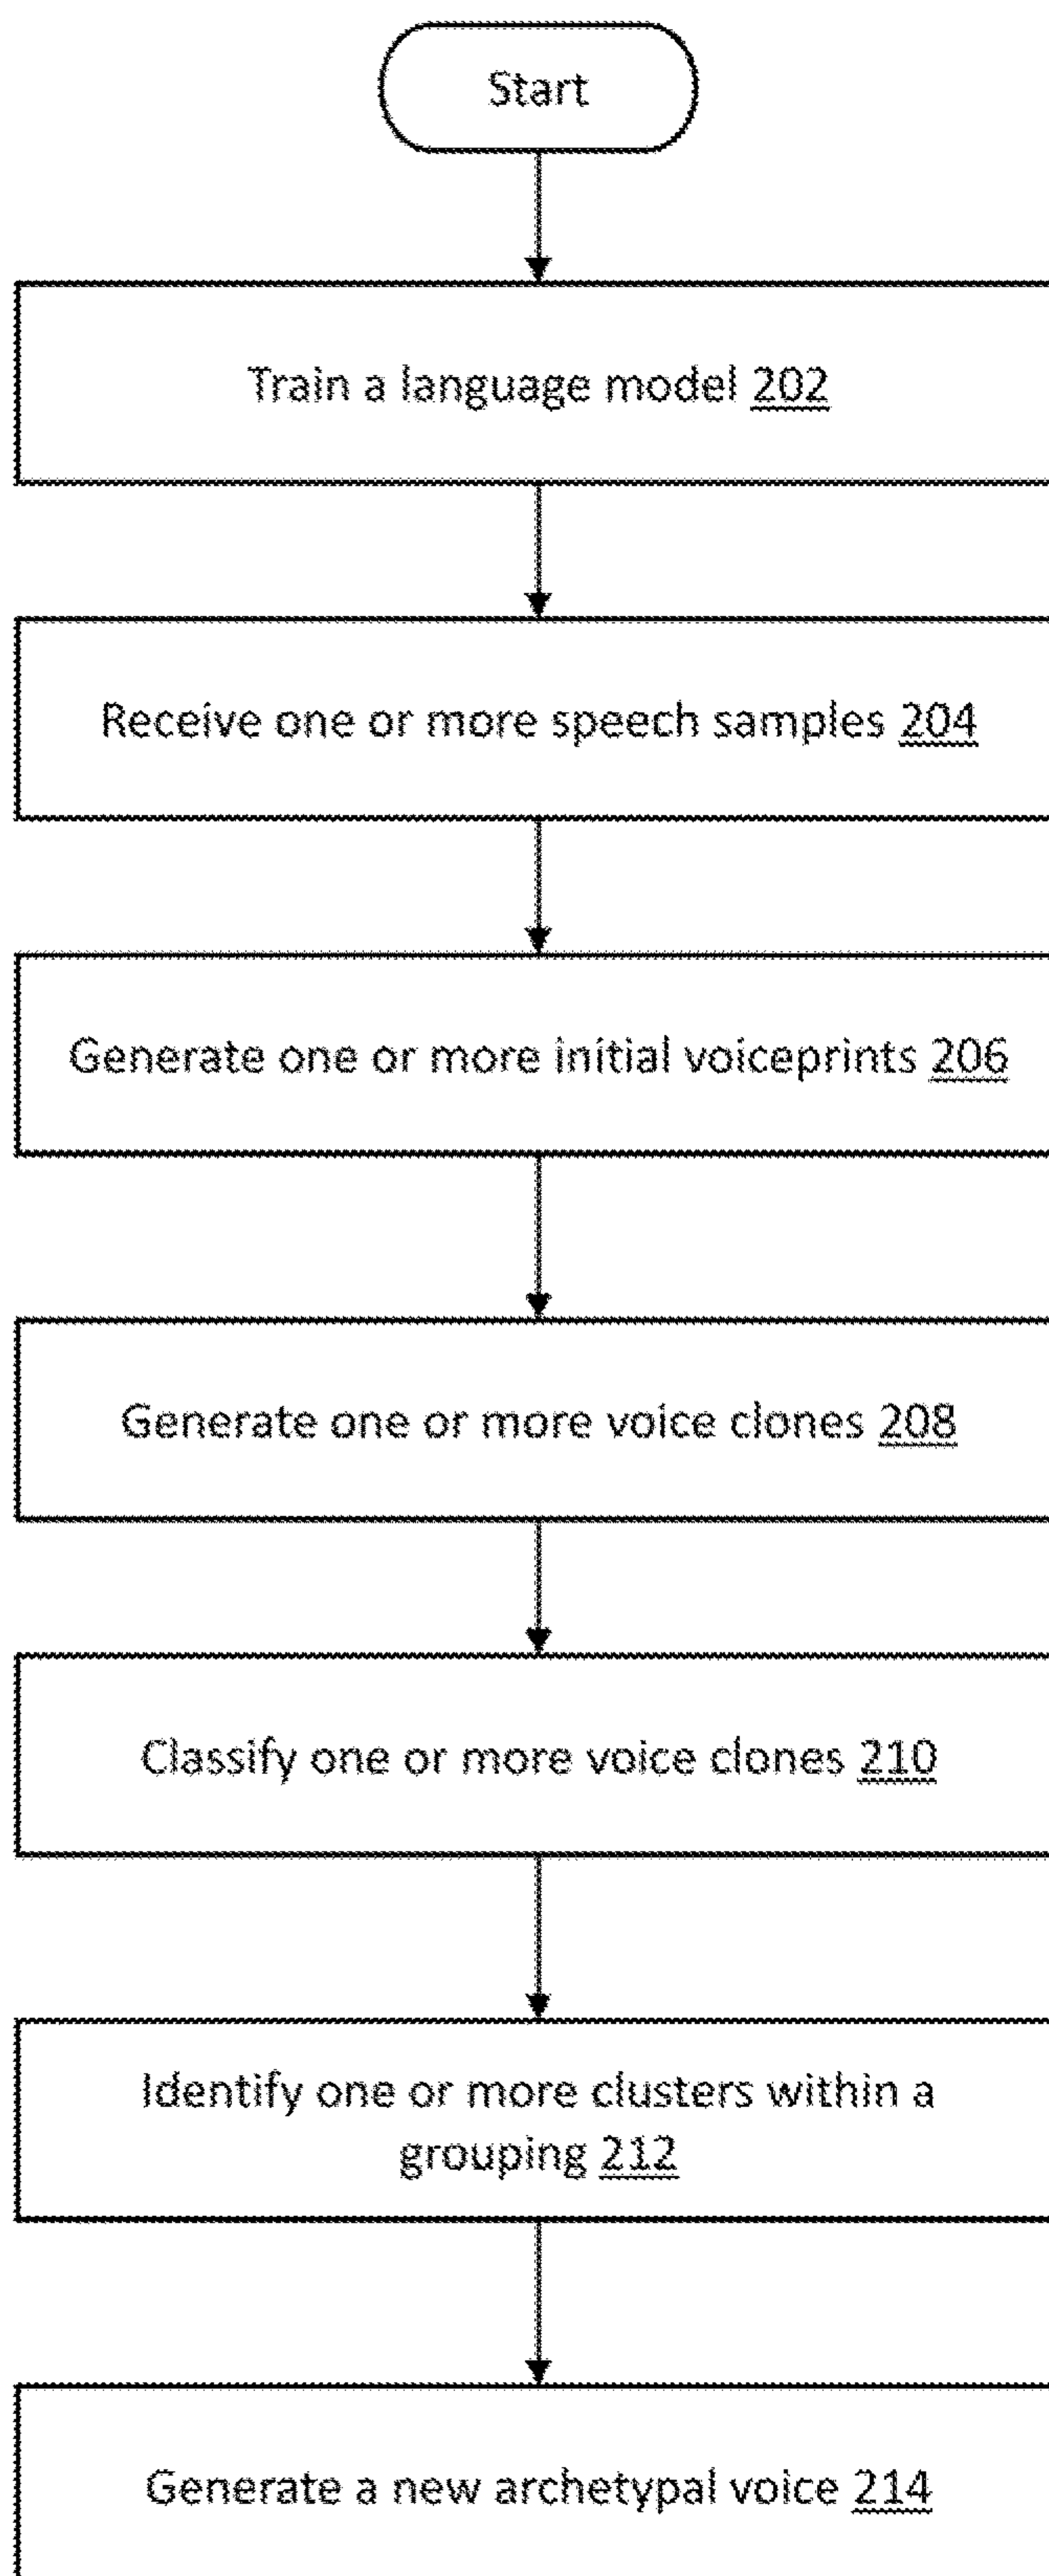 Start
Train a language model 202
Receive one or more speech samples 204
Generate one or more initial voiceprints 206
Generate one or more voice clones 208
Classify one or more voice clones 210
Identify one or more clusters within a
grouping 212
Generate a new archetypal voice 214